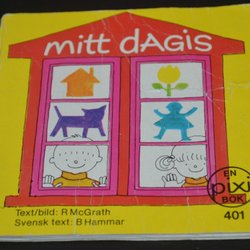 mitt dAGis
EN
pixi
BOK
401
Text/bild: R McGrath
Svensk text: B Hammar